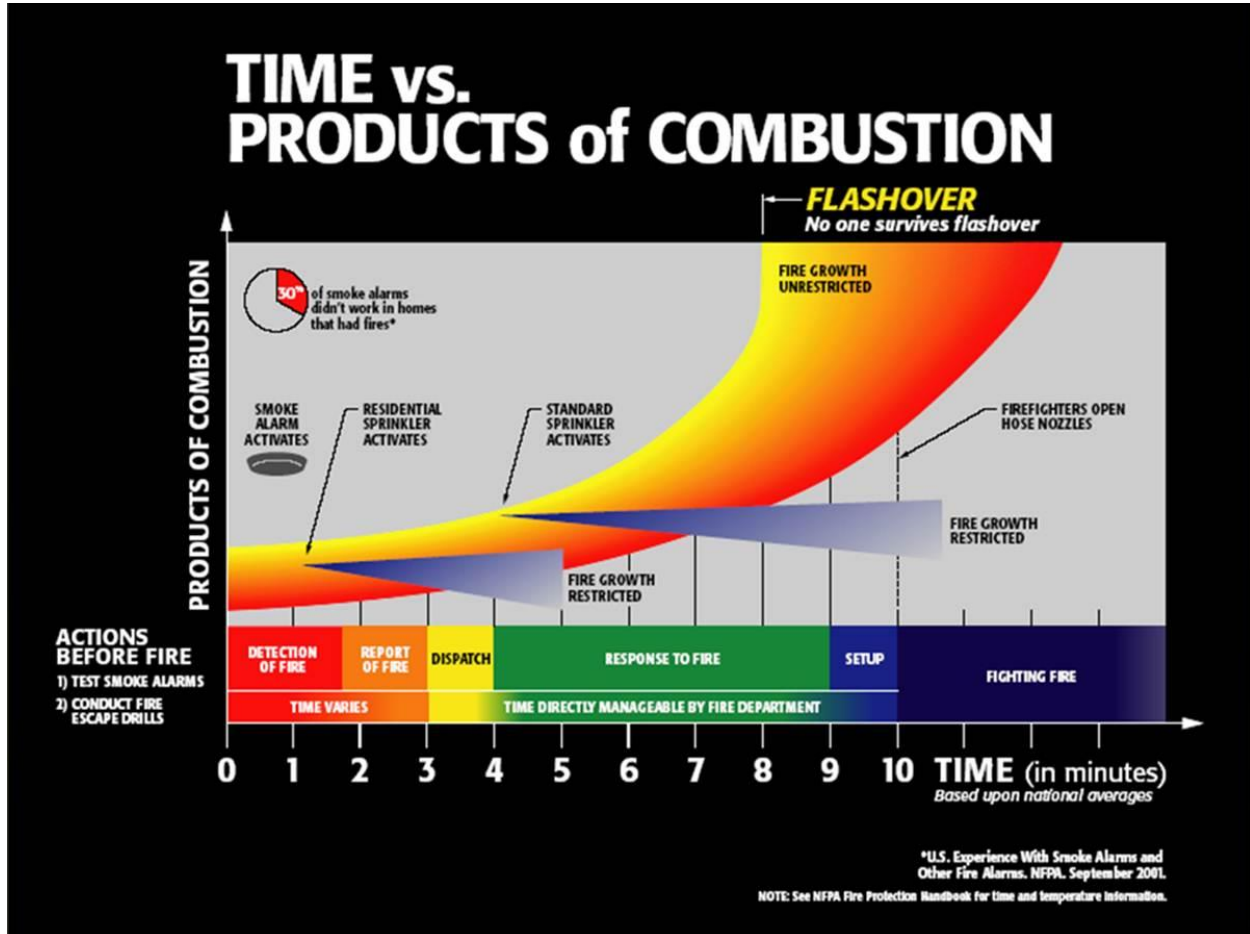 TIME vs.
PRODUCTS of COMBUSTION
FLASHOVER
No one survives flashover
PRODUCTS OF COMBUSTION
30%
of smoke alarms
didn't work in homes
that had fires*
FIRE GROWTH
UNRESTRICTED
SMOKE
ALARM
ACTIVATES
RESIDENTIAL
SPRINKLER
ACTIVATES
STANDARD
SPRINKLER
ACTIVATES
FIREFIGHTERS OPEN
HOSE NOZZLES
FIRE GROWTH
RESTRICTED
FIRE GROWTH
RESTRICTED
ACTIONS
BEFORE FIRE
1) TEST SMOKE ALARMS
2) CONDUCT FIRE
ESCAPE DRILLS
DETECTION
OF FIRE
REPORT
OF FIRE
DISPATCH
RESPONSE TO FIRE
SETUP
FIGHTING FIRE
TIME VARIES
TIME DIRECTLY MANAGEABLE BY FIRE DEPARTMENT
0 1 2 3 4 5 6 7 8 9 10 TIME (in minutes)
Based upon national averages
*U.S. Experience With Smoke Alarms and
Other Fire Alarms. NFPA. September 2001.
NOTE: See NFPA Fire Protection Handbook for time and temperature information.